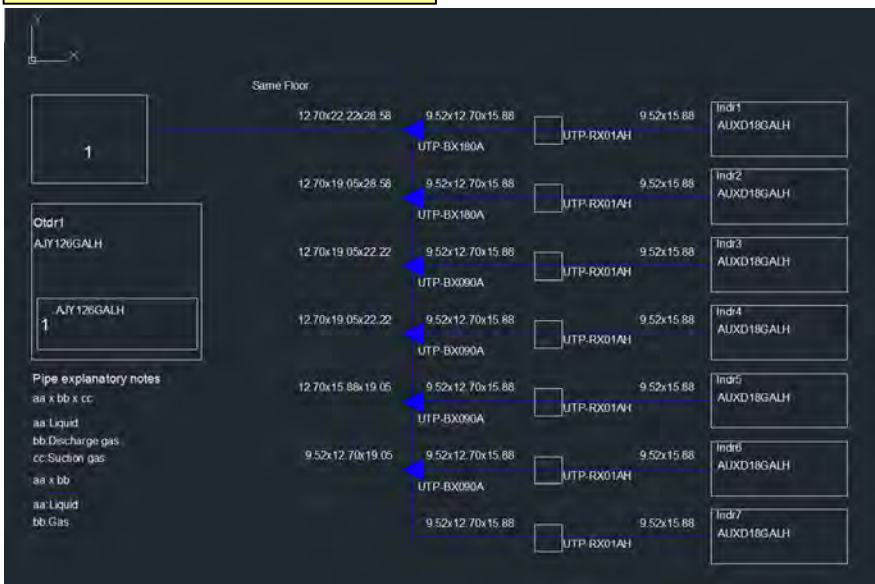 Y
X
Same Floor
1
12.70x22.22x28.58
9.52x12.70x15.88
UTP-BX180A
UTP-RX01AH
9.52x15.88
Indr1
AUXD18GALH
12.70x19.05x28.58
9.52x12.70x15.88
UTP-BX180A
UTP-RX01AH
9.52x15.88
Indr2
AUXD18GALH
12.70x19.05x22.22
9.52x12.70x15.88
UTP-BX090A
UTP-RX01AH
9.52x15.88
Indr3
AUXD18GALH
12.70x19.05x22.22
9.52x12.70x15.88
UTP-BX090A
UTP-RX01AH
9.52x15.88
Indr4
AUXD18GALH
12.70x15.88x19.05
9.52x12.70x15.88
UTP-BX090A
UTP-RX01AH
9.52x15.88
Indr5
AUXD18GALH
9.52x12.70x19.05
9.52x12.70x15.88
UTP-BX090A
UTP-RX01AH
9.52x15.88
Indr6
AUXD18GALH
9.52x12.70x15.88
UTP-RX01AH
9.52x15.88
Indr7
AUXD18GALH
Otdr1
AJY126GALH
AJY126GALH
1
Pipe explanatory notes
aa x bb x cc
aa:Liquid
bb:Discharge gas
cc:Suction gas
aa x bb
aa:Liquid
bb:Gas